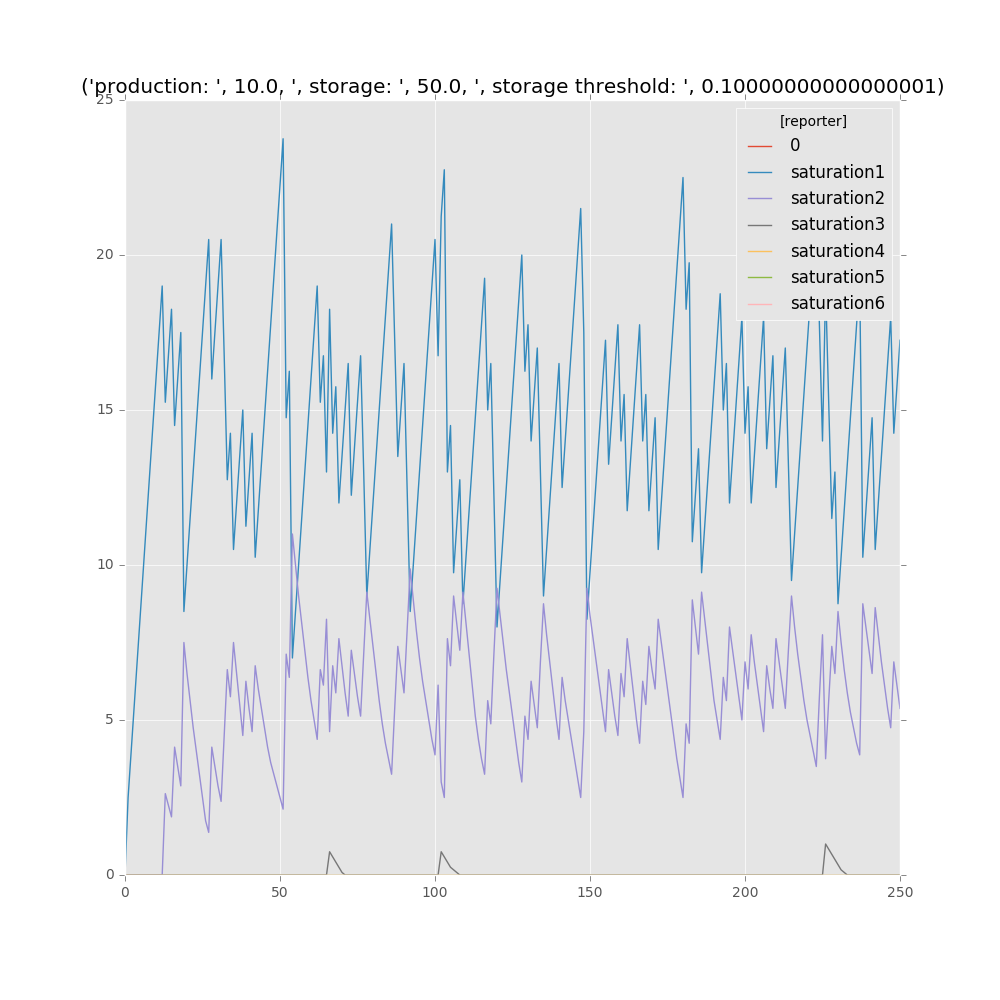 ('production: ', 10.0, ', storage: ', 50.0, ', storage threshold: ', 0.10000000000000001)
25
20
15
10
5
0
0 50 100 150 200 250
[reporter]
0
saturation1
saturation2
saturation3
saturation4
saturation5
saturation6